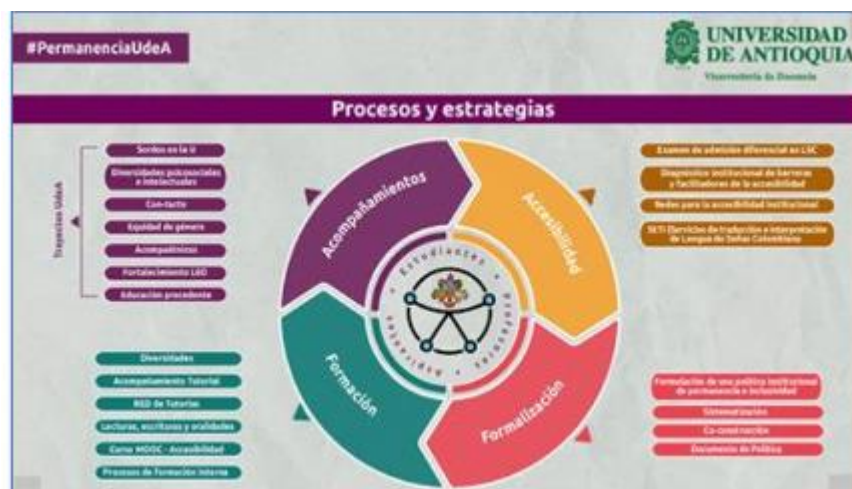 #PermanenciaUdeA
UNIVERSIDAD
DE ANTIOQUIA
Vicerrectoría de Docencia
Procesos y estrategias
Trayectos UdeA
Sordos en la U
Diversidades psicosociales
e intelectuales
Con-tacto
Equidad de género
Fortalecimiento LEO
Educación precedente
Acompañamientos
Accesibilidad
Examen de admisión diferencial en LSC
Diagnóstico institucional de barreras
y facilitadores de la accesibilidad
Redes para la accesibilidad institucional
(Servicios de traducción e interpretación
de Lengua de Señas Colombiana
Estudiantes
Profesores
Aspirantes
Formación
Formalización
Diversidades
Acompañamiento Tutorial
RED de Tutorías
Lecturas, escrituras y oralidades
Curso MOOC - Accesibilidad
Procesos de Formación Interna
Formulación de una política institucional
de permanencia e inclusividad
Sistematización
Co-construcción
Documento de Política